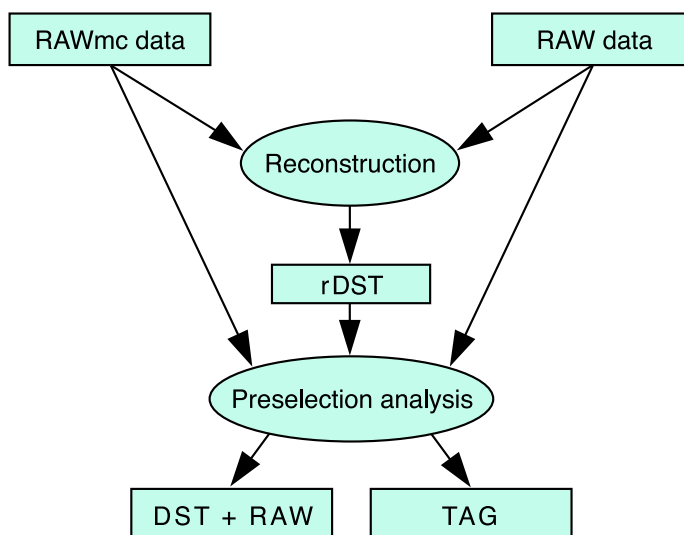 RAWmc data
RAW data
Reconstruction
rDST
Preselection analysis
DST + RAW
TAG